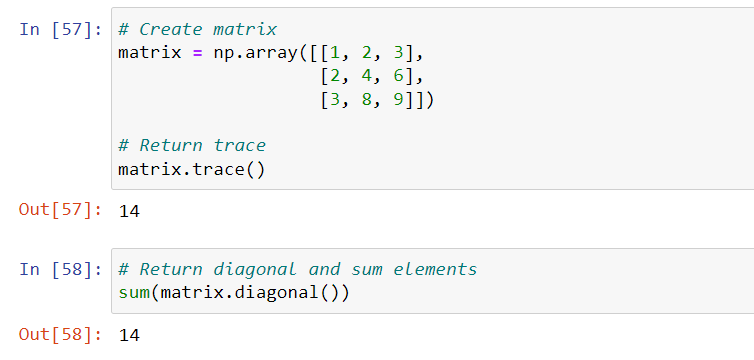 In [57]: # Create matrix
matrix = np.array([[1, 2, 3],
                   [2, 4, 6],
                   [3, 8, 9]])

# Return trace
matrix.trace()
Out[57]: 14
In [58]: # Return diagonal and sum elements
sum(matrix.diagonal())
Out[58]: 14